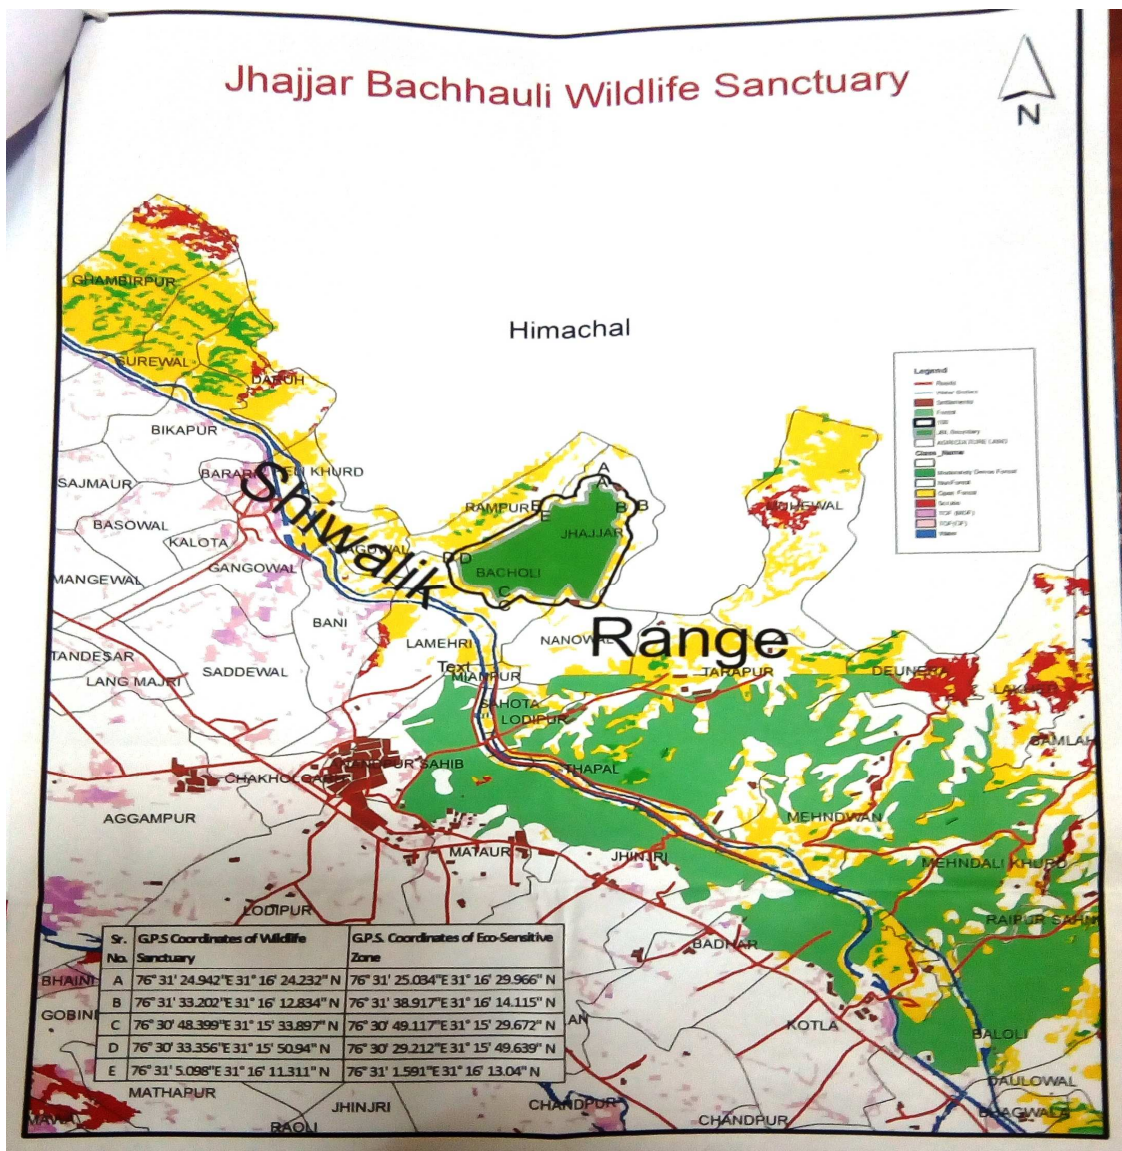 Jhajjar Bachhauli Wildlife Sanctuary
N
GHAMBIRPUR
Himachal
SUREWAL
DARUH
Legend
Roads
Settlements
Forest
AGRICULTURE LAND
Class_Name
Moderately Dense Forest
NonForest
Open Forest
Scrubs
TOF (MDF)
TOF(OF)
Water
BIKAPUR
BARARI
KHURD
SAJMAUR
Shiwalik
A
A
RAMPUR
E
E
B
B
BASOWAL
KALOTA
JHAJJAR
D
D
BACHOLI
GANGOWAL
MANGEWAL
C
C
BANI
LAMEHRI
NANOWAL
Range
TANDESAR
LANG MAJRI
SADDEWAL
Text
MIANPUR
TARAPUR
DEUNERA
SAHOTA
LODIPUR
ANANDPUR SAHIB
THAPAL
AGGAMPUR
MEHNDWAN
MATAUR
JHINJRI
MEHNDALI KHURD
LODIPUR
BADHAR
RAIPUR SAHN
Sr. No. G.P.S Coordinates of Wildlife Sanctuary G.P.S. Coordinates of Eco-Sensitive Zone
A 76° 31' 24.942"E 31° 16' 24.232" N 76° 31' 25.034"E 31° 16' 29.966" N
B 76° 31' 33.202"E 31° 16' 12.834" N 76° 31' 38.917"E 31° 16' 14.115" N
C 76° 30' 48.399"E 31° 15' 33.897" N 76° 30' 49.117"E 31° 15' 29.672" N
D 76° 30' 33.356"E 31° 15' 50.94" N 76° 30' 29.212"E 31° 15' 49.639" N
E 76° 31' 5.098"E 31° 16' 11.311" N 76° 31' 1.591"E 31° 16' 13.04" N
BHAINI
GOBIND
KOTLA
BALOLI
DAULOWAL
MATHAPUR
JHINJRI
CHANDPUR
CHANDPUR
BHAGWALA
RAOLI